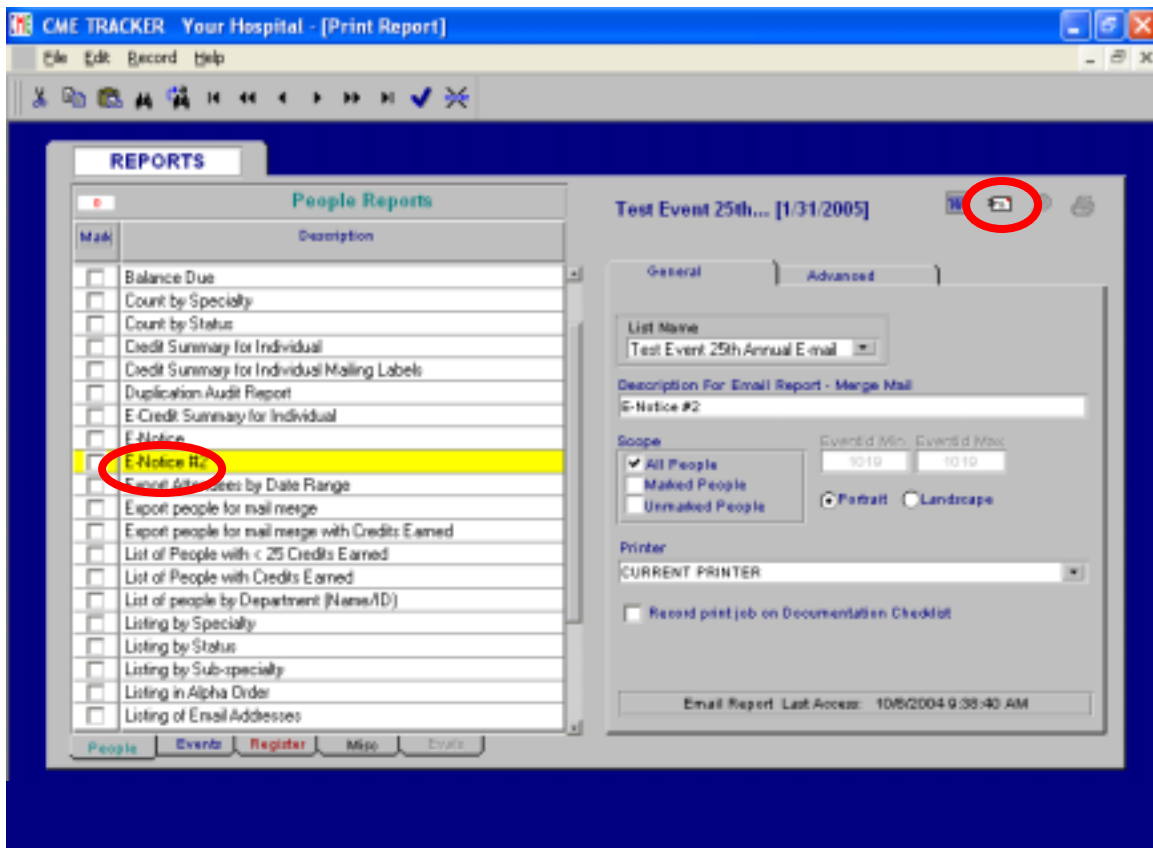 CME TRACKER Your Hospital - [Print Report]
File Edit Record Help
REPORTS
0
People Reports
Mark
Description
Balance Due
Count by Specialty
Count by Status
Credit Summary for Individual
Credit Summary for Individual Mailing Labels
Duplication Audit Report
E-Credit Summary for Individual
E-Notice
E-Notice #2
Export Attendees by Date Range
Export people for mail merge
Export people for mail merge with Credits Earned
List of People with < 25 Credits Earned
List of People with Credits Earned
List of people by Department (Name/ID)
Listing by Specialty
Listing by Status
Listing by Sub-specialty
Listing in Alpha Order
Listing of Email Addresses
People Events Register Misc Evals
Test Event 25th... [1/31/2005]
General Advanced
List Name
Test Event 25th Annual E-mail
Description For Email Report - Merge Mail
E-Notice #2
Scope
EventId Min EventId Max
All People
1019 1019
Marked People
Unmarked People
Portrait Landscape
Printer
CURRENT PRINTER
Record print job on Documentation Checklist
Email Report Last Access: 10/6/2004 9:38:40 AM